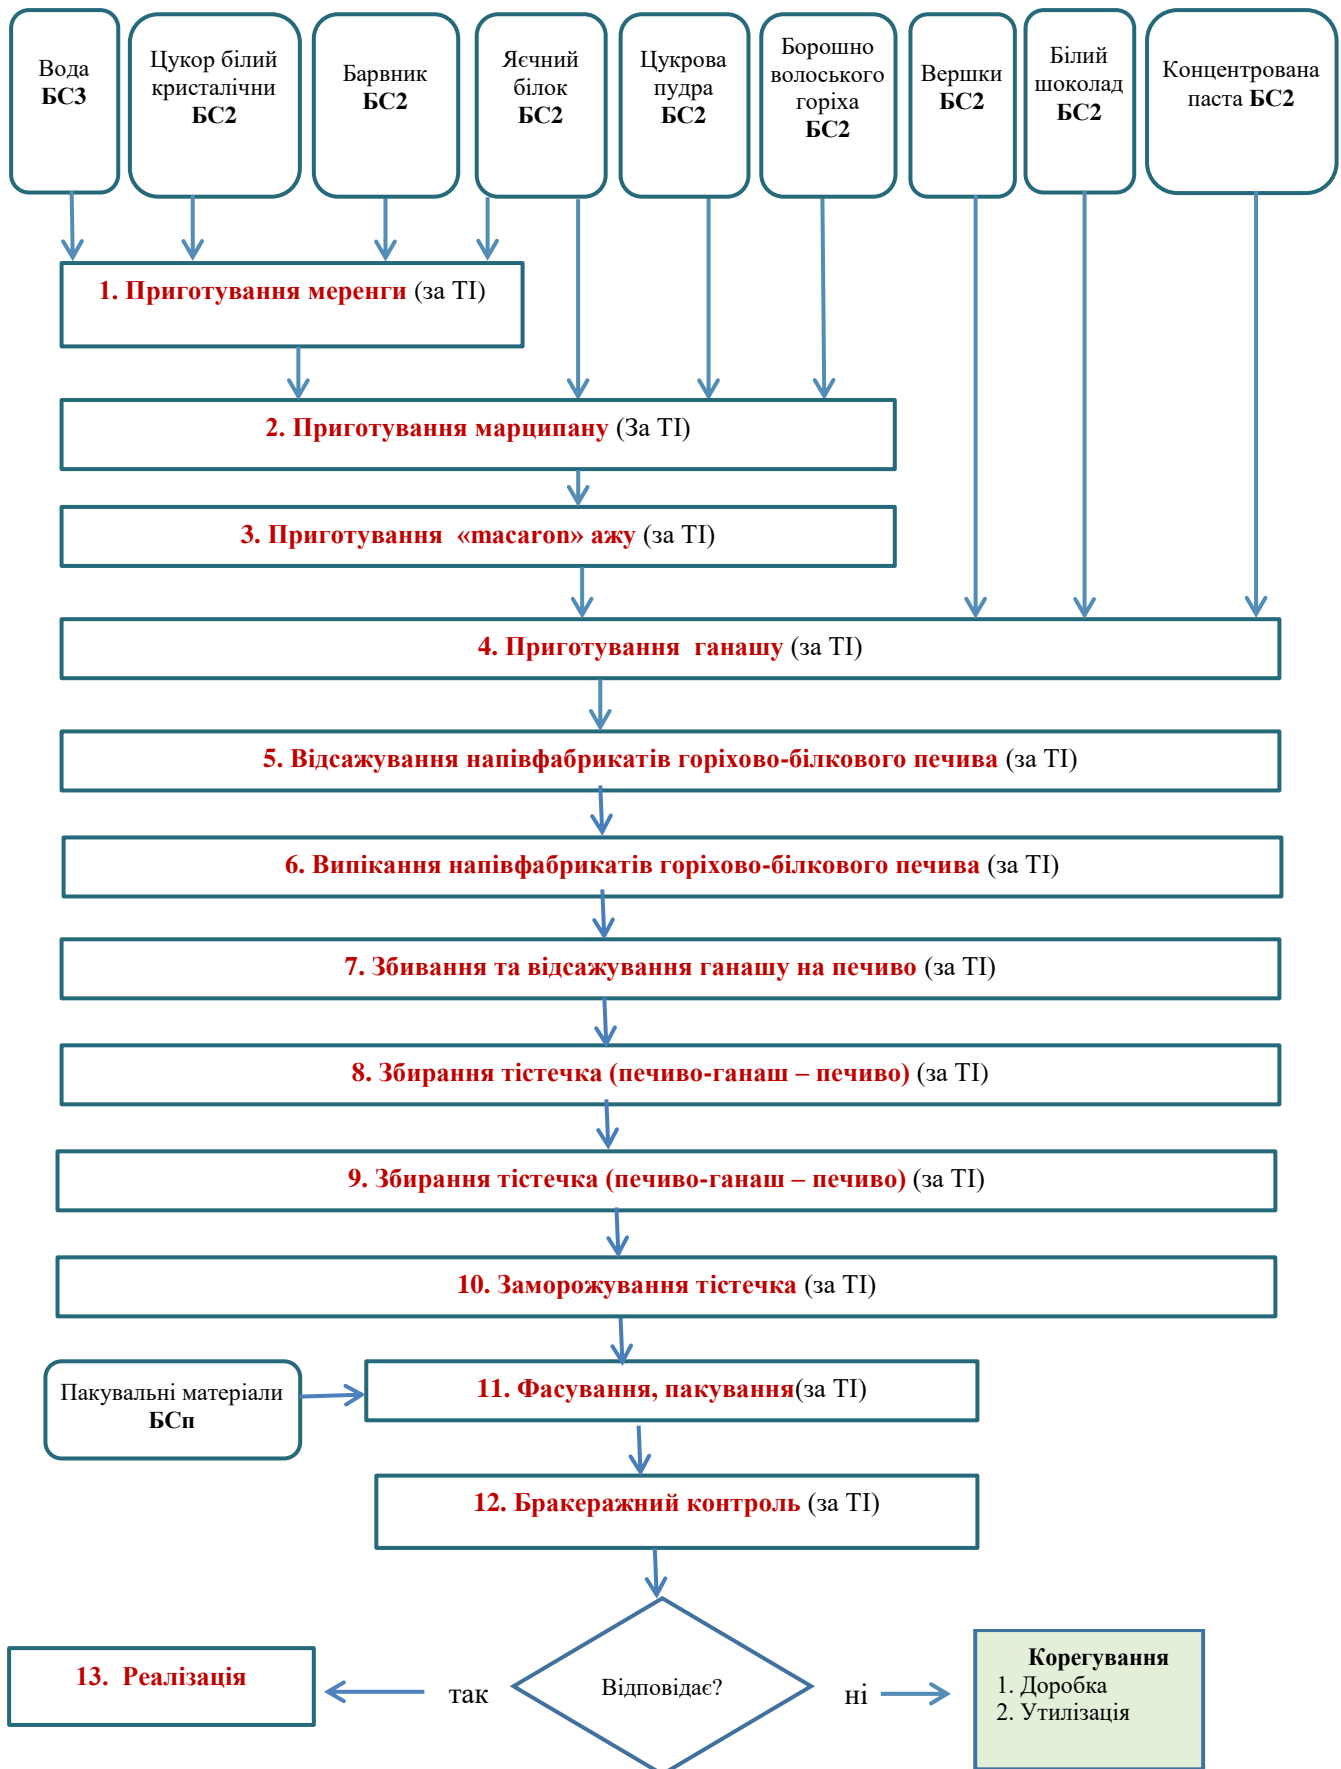 Вода
БС3
Цукор білий
кристалічни
БС2
Барвник
БС2
Яєчний
білок
БС2
Цукрова
пудра
БС2
Борошно
волоського
горіха
БС2
Вершки
БС2
Білий
шоколад
БС2
Концентрована
паста БС2
1. Приготування меренги (за ТІ)
2. Приготування марципану (За ТІ)
3. Приготування «macaron» ажу (за ТІ)
4. Приготування ганашу (за ТІ)
5. Відсажування напівфабрикатів горіхово-білкового печива (за ТІ)
6. Випікання напівфабрикатів горіхово-білкового печива (за ТІ)
7. Збивання та відсажування ганашу на печиво (за ТІ)
8. Збирання тістечка (печиво-ганаш – печиво) (за ТІ)
9. Збирання тістечка (печиво-ганаш – печиво) (за ТІ)
10. Заморожування тістечка (за ТІ)
Пакувальні матеріали
БСп
11. Фасування, пакування(за ТІ)
12. Бракеражний контроль (за ТІ)
13. Реалізація
так
Відповідає?
ні
Корегування
1. Доробка
2. Утилізація